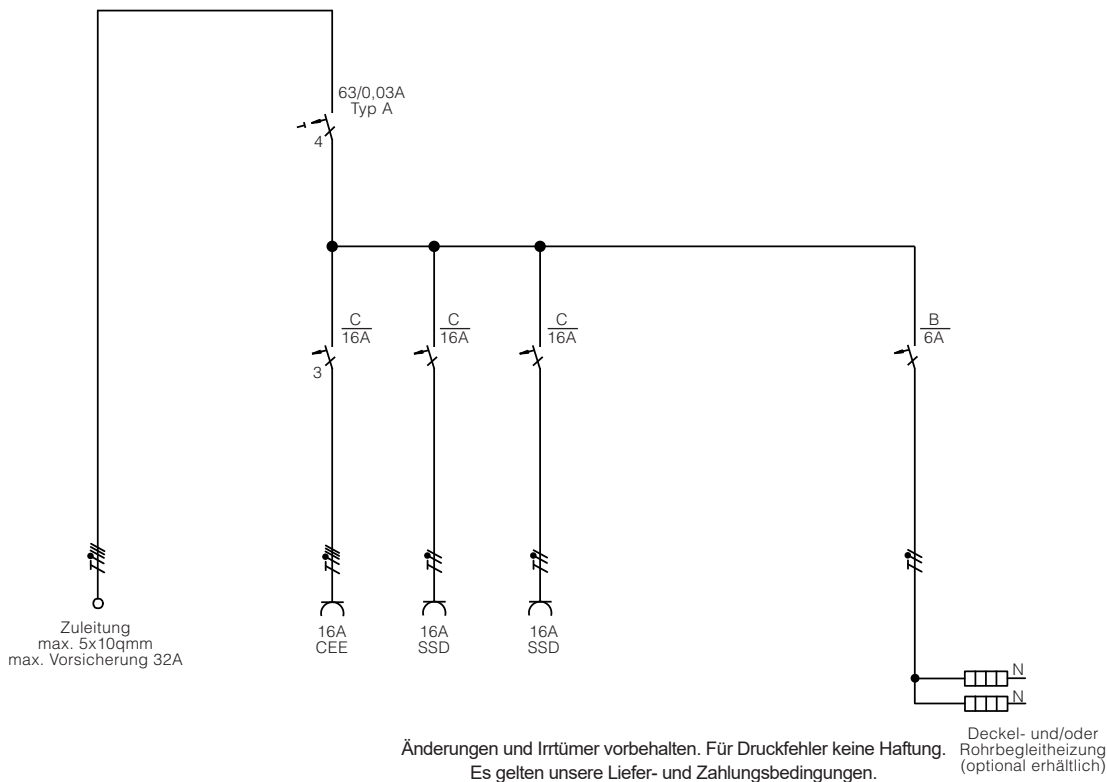 63/0,03A
Typ A
4
C
16A
C
16A
C
16A
B
6A
3
Zuleitung
max. 5x10qmm
max. Vorsicherung 32A
16A
CEE
16A
SSD
16A
SSD
N
N
Deckel- und/oder
Rohrbegleitheizung
(optional erhältlich)
Änderungen und Irrtümer vorbehalten. Für Druckfehler keine Haftung.
Es gelten unsere Liefer- und Zahlungsbedingungen.